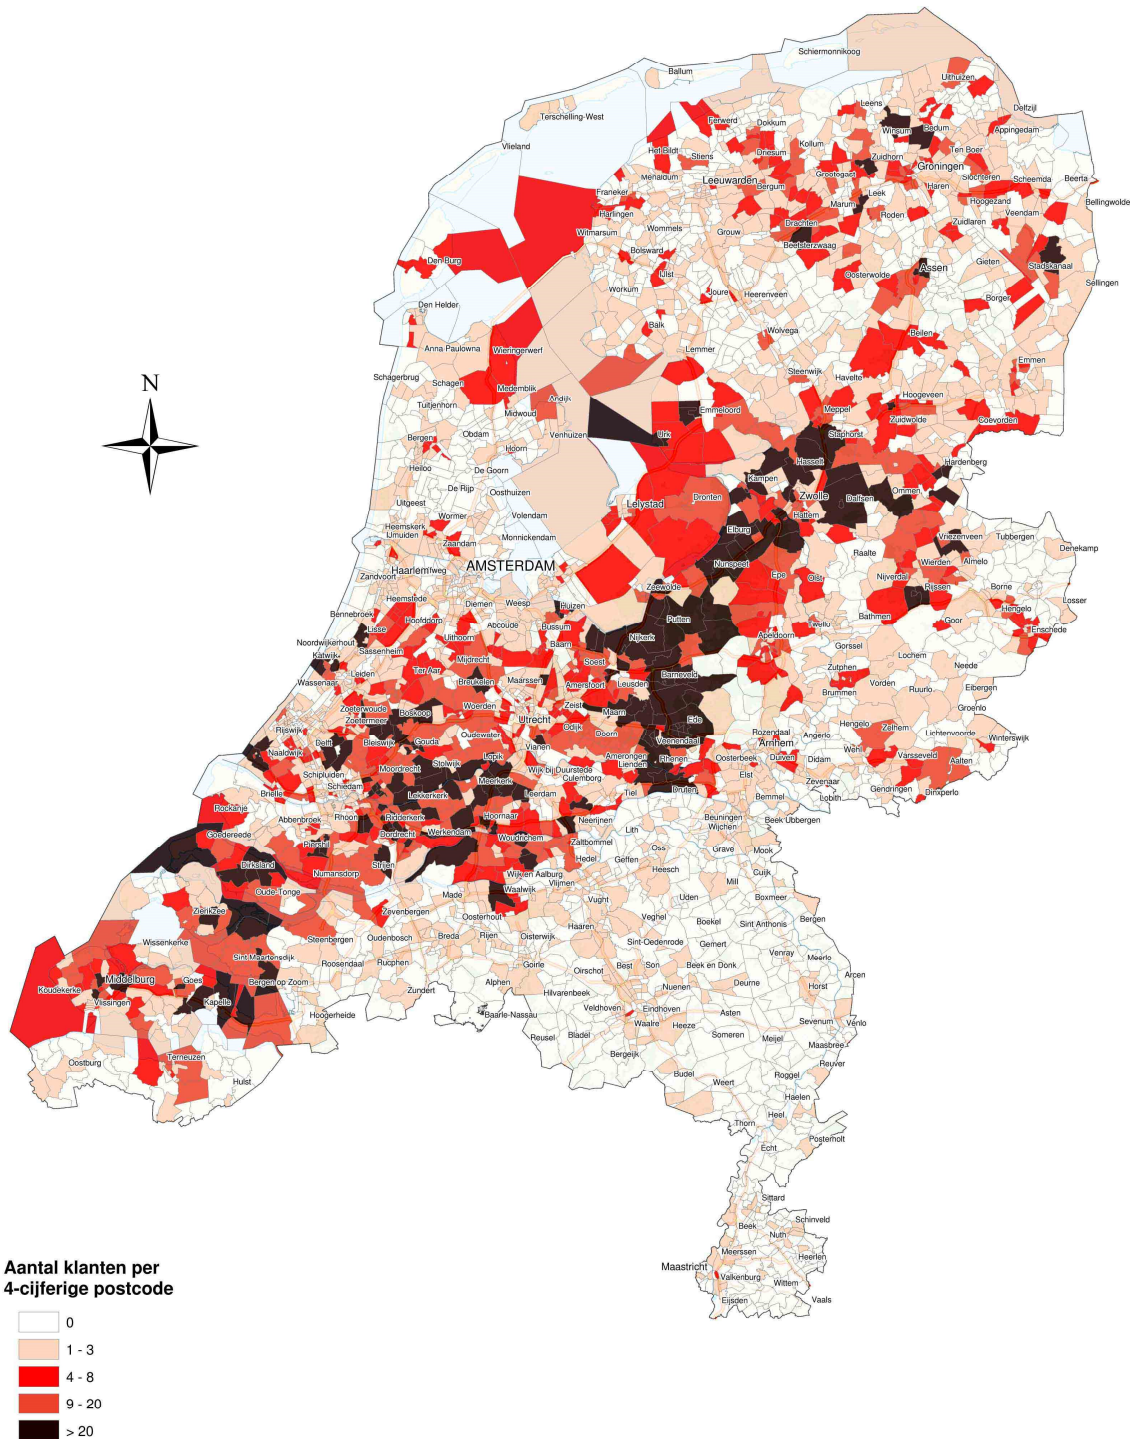 Schiermonnikoog
Ballum
Uithuizen
Terschelling-West
Leens
Delfzijl
Ferwerd
Dokkum
Winsum
Bedum
Appingedam
Vlieland
Het Bildt
Stiens
Driesum
Kollum
Zuidhorn
Ten Boer
Groningen
Menaldum
Leeuwarden
Bergum
Grootegast
Slochteren
Scheemda
Beerta
Franeker
Haren
Leek
Hoogezand
Bellingwolde
Harlingen
Marum
Roden
Veendam
Zuidlaren
Witmarsum
Wommels
Grouw
Drachten
Beetsterzwaag
Bolsward
Den Burg
IJlst
Oosterwolde
Assen
Gieten
Stadskanaal
Sellingen
Workum
Joure
Heerenveen
Borger
Den Helder
Balk
Wolvega
Beilen
Anna Paulowna
Wieringerwerf
Lemmer
Emmen
Schagerbrug
Schagen
Steenwijk
Havelte
Medemblik
Hoogeveen
Tuitjenhorn
Andijk
Midwoud
Emmeloord
Meppel
Zuidwolde
Coevorden
Bergen
Obdam
Hoorn
Venhuizen
Urk
Staphorst
Heiloo
De Goorn
Hasselt
Hardenberg
De Rijp
Oosthuizen
Kampen
Zwolle
Dalfsen
Ommen
Uitgeest
Lelystad
Dronten
Wormer
Volendam
Hattem
Heemskerk
IJmuiden
Zaandam
Monnickendam
Elburg
Vriezenveen
Tubbergen
Raalte
Denekamp
Haarlem
AMSTERDAM
Nunspeet
Wierden
Almelo
Zandvoort
Epe
Olst
Nijverdal
Rijssen
Borne
Zeewolde
Losser
Heemstede
Diemen
Weesp
Huizen
Hengelo
Bennebroek
Hoofddorp
Abcoude
Bussum
Putten
Twello
Bathmen
Goor
Lisse
Enschede
Noordwijkerhout
Uithoorn
Baarn
Nijkerk
Apeldoorn
Gorssel
Katwijk
Sassenheim
Mijdrecht
Soest
Lochem
Neede
Leiden
Ter Aar
Breukelen
Maarssen
Amersfoort
Leusden
Barneveld
Zutphen
Wassenaar
Vorden
Ruurlo
Eibergen
Brummen
Zoeterwoude
Woerden
Zeist
Maarn
Groenlo
Zoetermeer
Boskoop
Utrecht
Ede
Rijswijk
Odijk
Doorn
Rozendaal
Hengelo
Zelhem
Lichtenvoorde
Winterswijk
Delft
Bleiswijk
Gouda
Oudewater
Vianen
Veenendaal
Arnhem
Angerlo
Wehl
Naaldwijk
Lopik
Amerongen
Rhenen
Oosterbeek
Duiven
Didam
Varsseveld
Aalten
Schipluiden
Moordrecht
Stolwijk
Wijk bij Duurstede
Lienden
Culemborg
Elst
Zevenaar
Schiedam
Meerkerk
Gendringen
Dinxperlo
Brielle
Lekkerkerk
Leerdam
Tiel
Druten
Bemmel
Lobith
Rockanje
Abbenbroek
Rhoon
Ridderkerk
Hoornaar
Neerijnen
Beuningen
Wijchen
Beek Ubbergen
Goedereede
Dordrecht
Werkendam
Woudrichem
Lith
Piershil
Zaltbommel
Oss
Grave
Mook
Hedel
Geffen
Dirksland
Strijen
Heesch
Cuijk
Numansdorp
Wijk en Aalburg
Vlijmen
Mill
Oude-Tonge
Made
Waalwijk
Uden
Boxmeer
Vught
Zierikzee
Zevenbergen
Oosterhout
Veghel
Boekel
Sint Anthonis
Bergen
Wissenkerke
Steenbergen
Oudenbosch
Breda
Rijen
Oisterwijk
Haaren
Sint-Oedenrode
Gemert
Venray
Meerlo
Sint Maartensdijk
Roosendaal
Rucphen
Goirle
Oirschot
Best
Son
Beek en Donk
Arcen
Middelburg
Goes
Bergen op Zoom
Alphen
Nuenen
Deurne
Horst
Koudekerke
Zundert
Hilvarenbeek
Vlissingen
Kapelle
Hoogerheide
Baarle-Nassau
Veldhoven
Eindhoven
Asten
Sevenum
Venlo
Waalre
Heeze
Reusel
Bladel
Someren
Meijel
Maasbree
Terneuzen
Bergeijk
Reuver
Oostburg
Budel
Roggel
Hulst
Weert
Haelen
Heel
Thorn
Posterholt
Echt
Sittard
Schinveld
Beek
Nuth
Meerssen
Heerlen
Maastricht
Valkenburg
Wittem
Eijsden
Vaals
N
Aantal klanten per
4-cijferige postcode
0
1 - 3
4 - 8
9 - 20
> 20